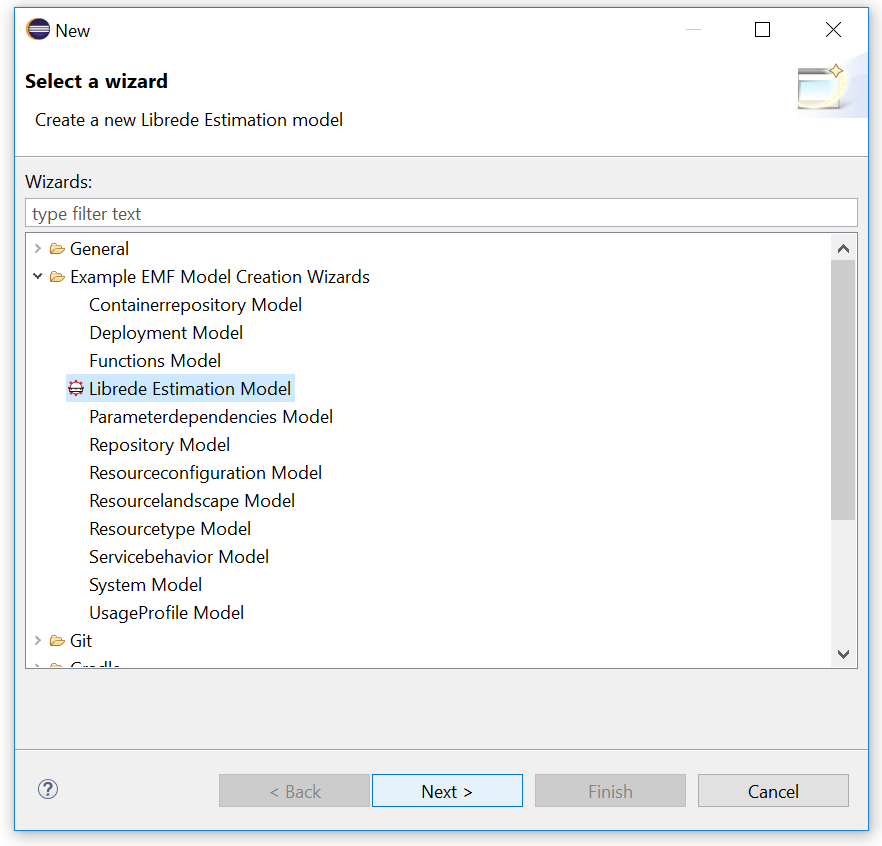 New
Select a wizard
Create a new Librede Estimation model
Wizards:
type filter text
General
Example EMF Model Creation Wizards
Containerrepository Model
Deployment Model
Functions Model
Librede Estimation Model
Parameterdependencies Model
Repository Model
Resourceconfiguration Model
Resourcelandscape Model
Resourcetype Model
Servicebehavior Model
System Model
UsageProfile Model
Git
Gradle
?
< Back
Next >
Finish
Cancel